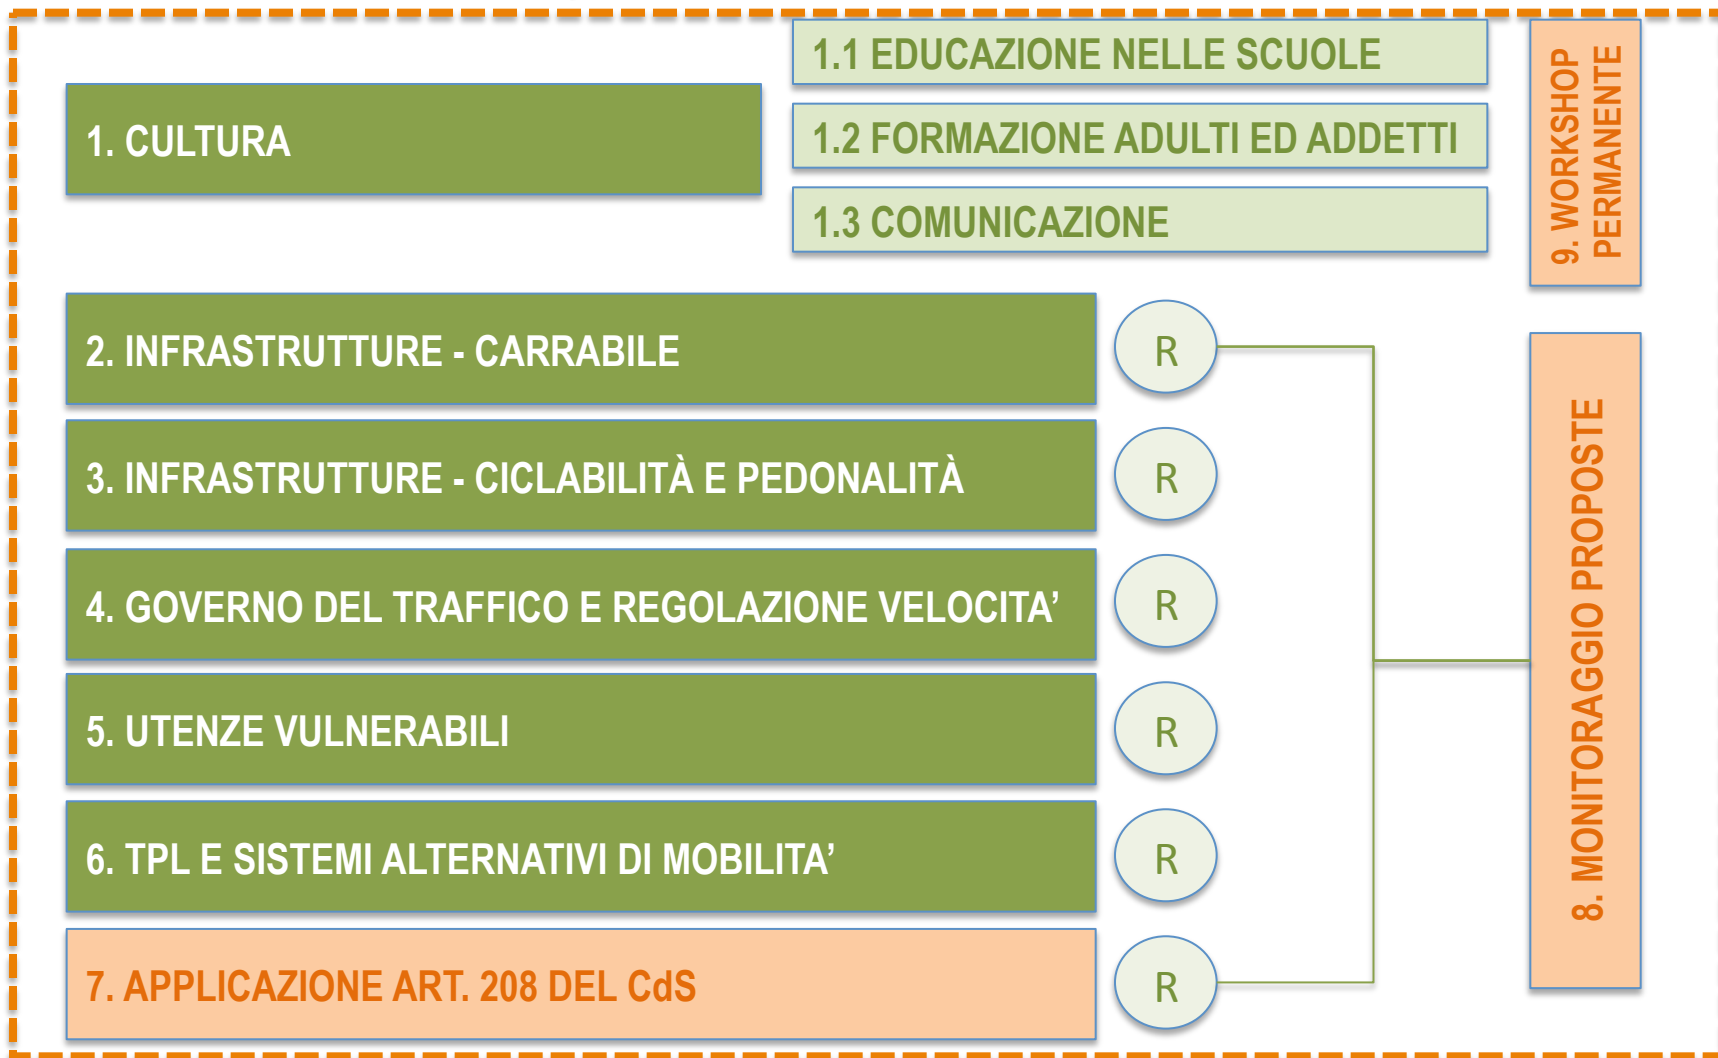 1. CULTURA
1.1 EDUCAZIONE NELLE SCUOLE
1.2 FORMAZIONE ADULTI ED ADDETTI
1.3 COMUNICAZIONE
9. WORKSHOP
PERMANENTE
2. INFRASTRUTTURE - CARRABILE
R
3. INFRASTRUTTURE - CICLABILITÀ E PEDONALITÀ
R
4. GOVERNO DEL TRAFFICO E REGOLAZIONE VELOCITA’
R
5. UTENZE VULNERABILI
R
6. TPL E SISTEMI ALTERNATIVI DI MOBILITA’
R
7. APPLICAZIONE ART. 208 DEL CdS
R
8. MONITORAGGIO PROPOSTE